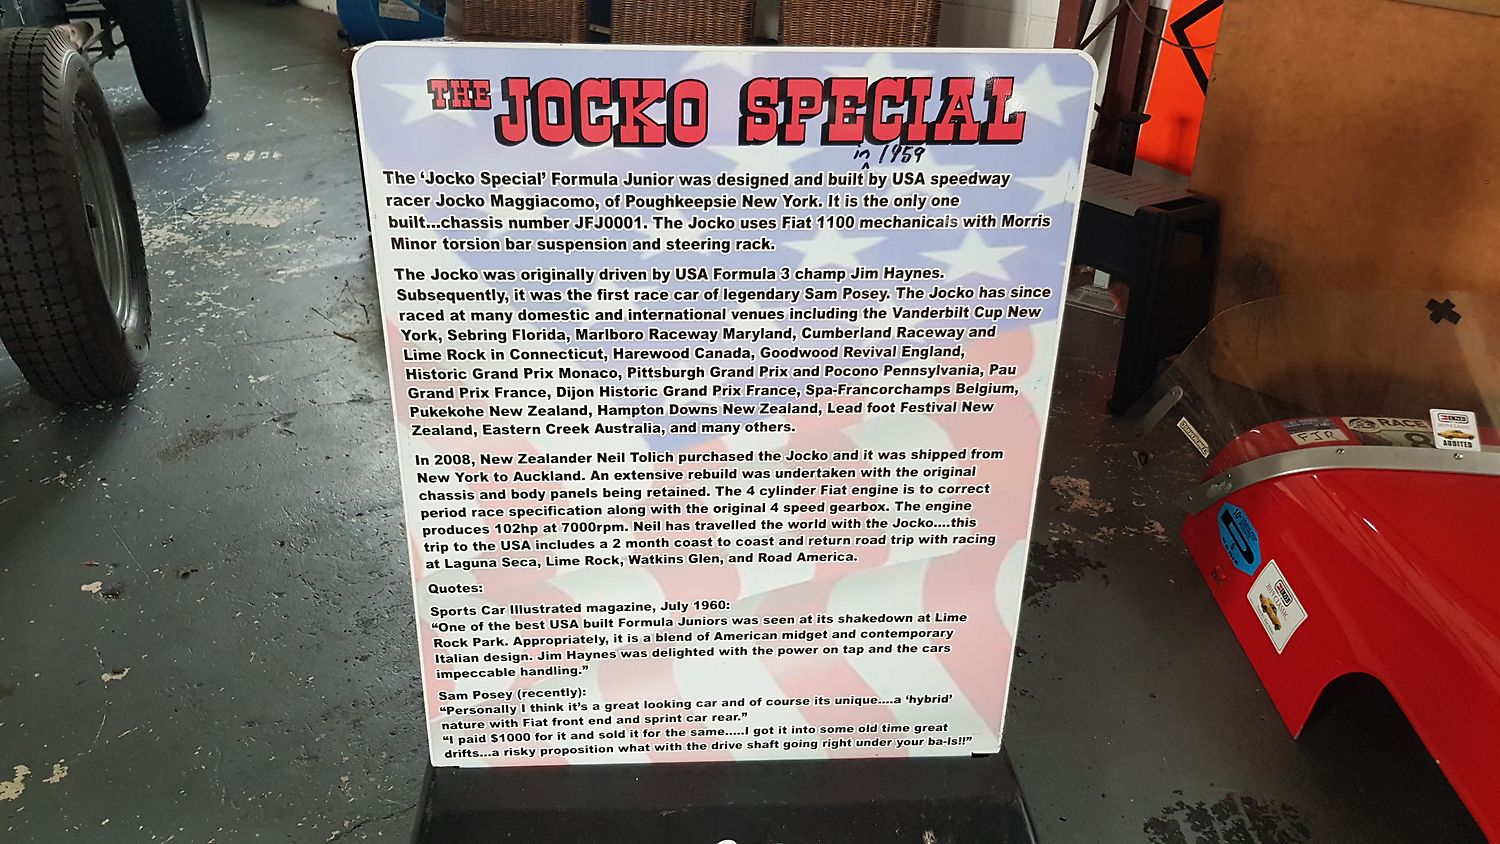 THE JOCKO SPECIAL
in 1959
The ‘Jocko Special’ Formula Junior was designed and built by USA speedway
racer Jocko Maggiacomo, of Poughkeepsie New York. It is the only one
built...chassis number JFJ0001. The Jocko uses Fiat 1100 mechanicals with Morris
Minor torsion bar suspension and steering rack.
The Jocko was originally driven by USA Formula 3 champ Jim Haynes.
Subsequently, it was the first race car of legendary Sam Posey. The Jocko has since
raced at many domestic and international venues including the Vanderbilt Cup New
York, Sebring Florida, Marlboro Raceway Maryland, Cumberland Raceway and
Lime Rock in Connecticut, Harewood Canada, Goodwood Revival England,
Historic Grand Prix Monaco, Pittsburgh Grand Prix and Pocono Pennsylvania, Pau
Grand Prix France, Dijon Historic Grand Prix France, Spa-Francorchamps Belgium,
Pukekohe New Zealand, Hampton Downs New Zealand, Lead foot Festival New
Zealand, Eastern Creek Australia, and many others.
In 2008, New Zealander Neil Tolich purchased the Jocko and it was shipped from
New York to Auckland. An extensive rebuild was undertaken with the original
chassis and body panels being retained. The 4 cylinder Fiat engine is to correct
period race specification along with the original 4 speed gearbox. The engine
produces 102hp at 7000rpm. Neil has travelled the world with the Jocko....this
trip to the USA includes a 2 month coast to coast and return road trip with racing
at Laguna Seca, Lime Rock, Watkins Glen, and Road America.
Quotes:
Sports Car Illustrated magazine, July 1960:
“One of the best USA built Formula Juniors was seen at its shakedown at Lime
Rock Park. Appropriately, it is a blend of American midget and contemporary
Italian design. Jim Haynes was delighted with the power on tap and the cars
impeccable handling.”
Sam Posey (recently):
“Personally I think it’s a great looking car and of course its unique....a ‘hybrid’
nature with Fiat front end and sprint car rear.”
“I paid $1000 for it and sold it for the same.....I got it into some old time great
drifts...a risky proposition what with the drive shaft going right under your ba-ls!!”
FJR
RACE
AUDITED